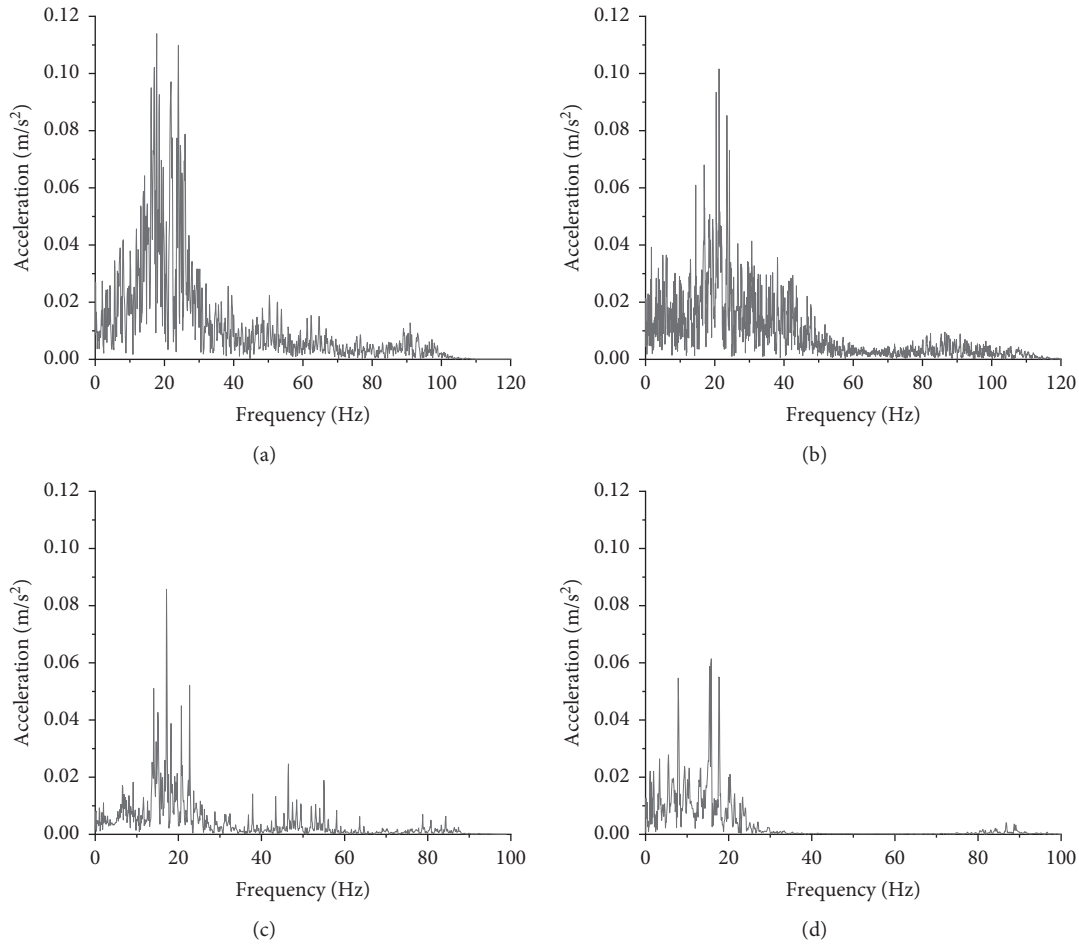 0.12
0.10
0.08
0.06
0.04
0.02
0.00
Acceleration (m/s²)
0 20 40 60 80 100 120
Frequency (Hz)
(a)
0.12
0.10
0.08
0.06
0.04
0.02
0.00
Acceleration (m/s²)
0 20 40 60 80 100 120
Frequency (Hz)
(b)
0.12
0.10
0.08
0.06
0.04
0.02
0.00
Acceleration (m/s²)
0 20 40 60 80 100
Frequency (Hz)
(c)
0.12
0.10
0.08
0.06
0.04
0.02
0.00
Acceleration (m/s²)
0 20 40 60 80 100
Frequency (Hz)
(d)